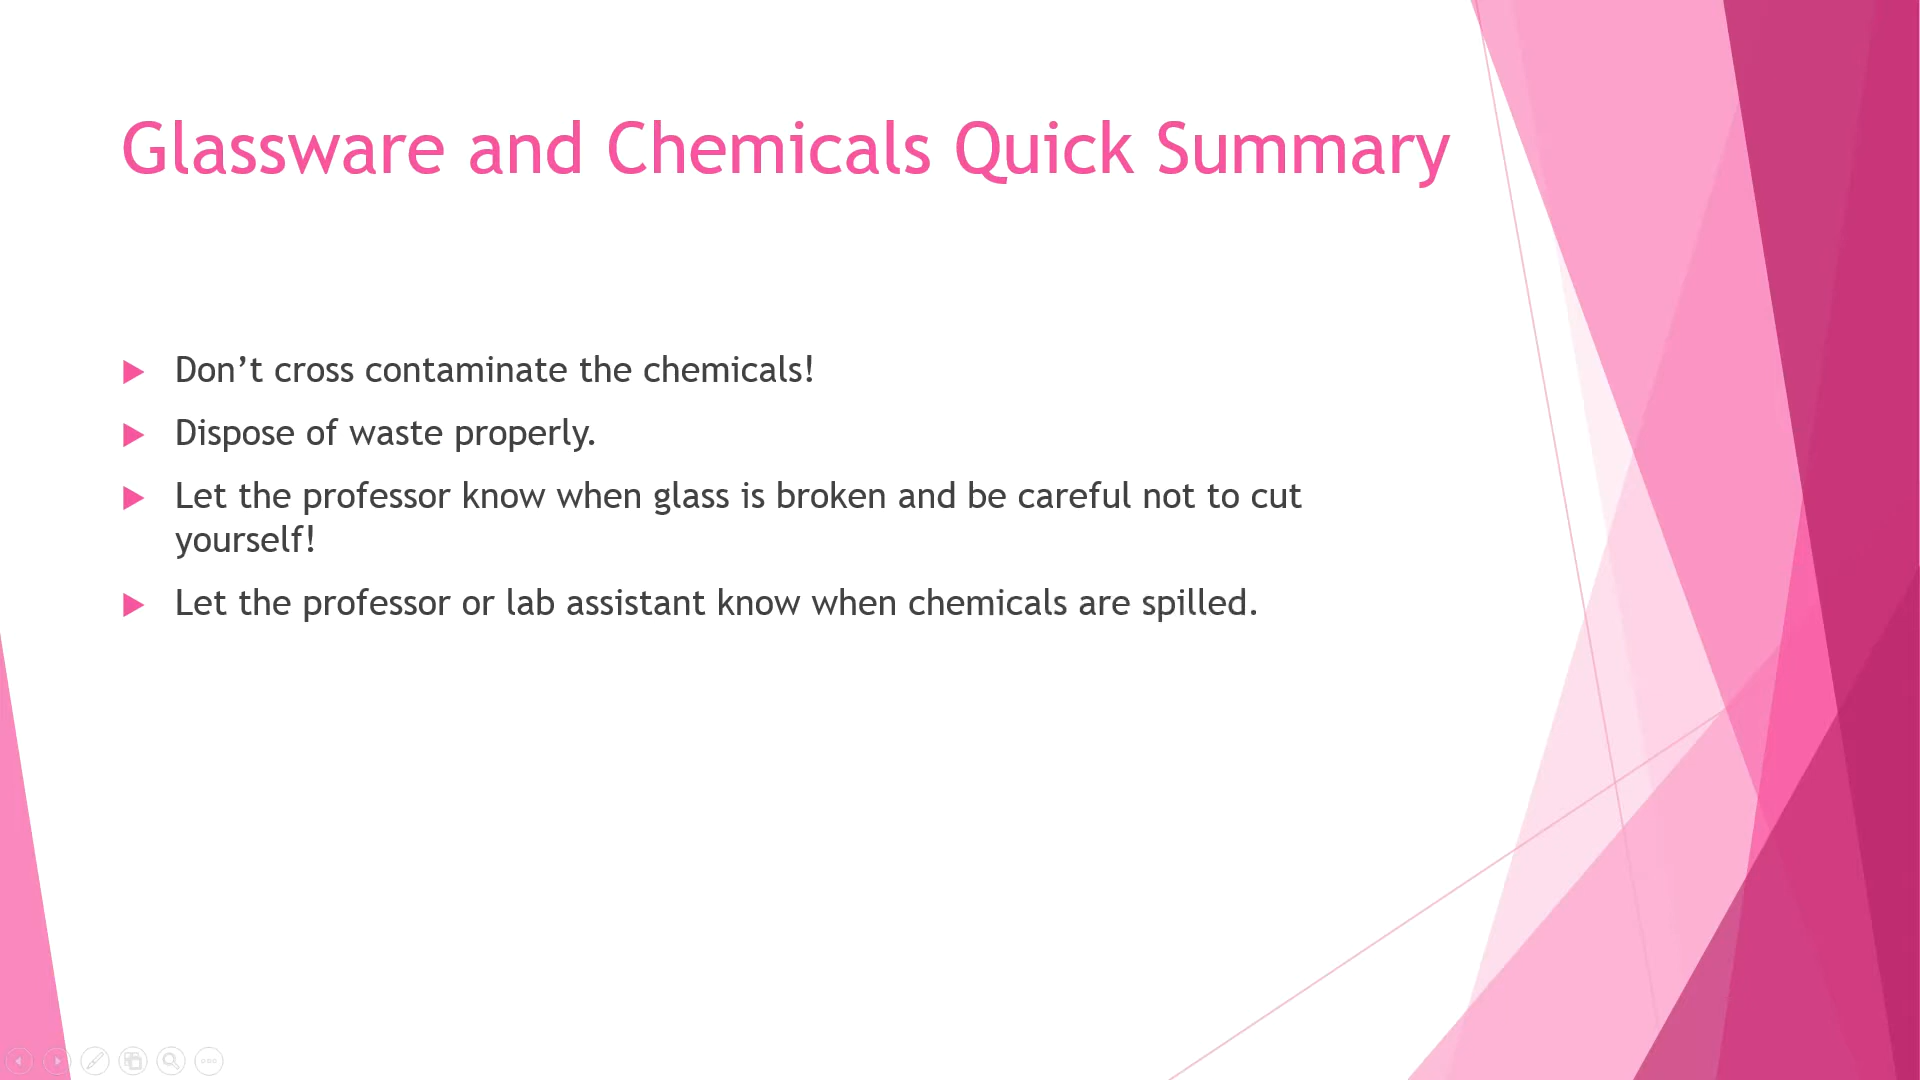 Glassware and Chemicals Quick Summary
Don’t cross contaminate the chemicals!
Dispose of waste properly.
Let the professor know when glass is broken and be careful not to cut
yourself!
Let the professor or lab assistant know when chemicals are spilled.